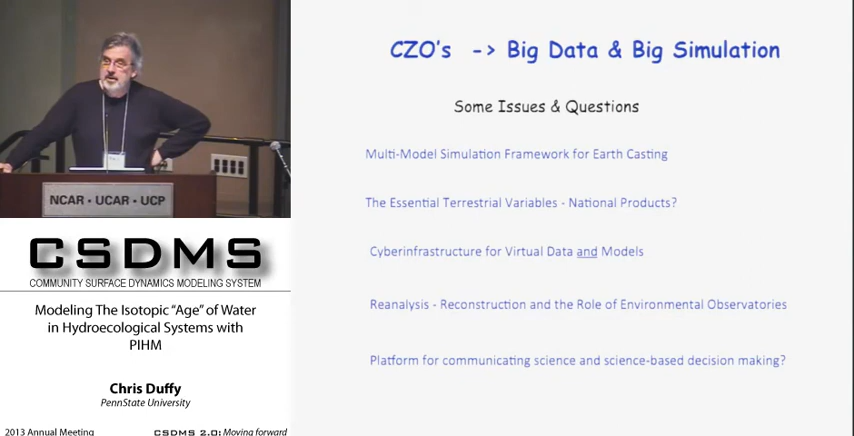 NCAR • UCAR • UCP
CSDMS
COMMUNITY SURFACE DYNAMICS MODELING SYSTEM
Modeling The Isotopic “Age” of Water
in Hydroecological Systems with
PIHM
Chris Duffy
PennState University
2013 Annual Meeting
CSDMS 2.0: Moving forward
CZO's -> Big Data & Big Simulation
Some Issues & Questions
Multi-Model Simulation Framework for Earth Casting
The Essential Terrestrial Variables - National Products?
Cyberinfrastructure for Virtual Data and Models
Reanalysis - Reconstruction and the Role of Environmental Observatories
Platform for communicating science and science-based decision making?